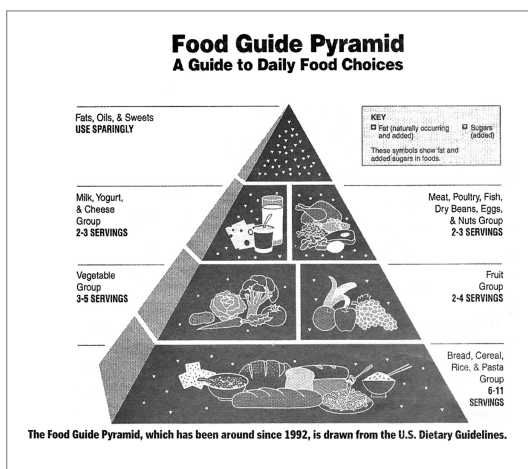 Food Guide Pyramid
A Guide to Daily Food Choices
Fats, Oils, & Sweets
USE SPARINGLY
KEY
Fat (naturally occurring
and added)
Sugars
(added)
These symbols show fat and
added sugars in foods.
Milk, Yogurt,
& Cheese
Group
2-3 SERVINGS
Meat, Poultry, Fish,
Dry Beans, Eggs,
& Nuts Group
2-3 SERVINGS
Vegetable
Group
3-5 SERVINGS
Fruit
Group
2-4 SERVINGS
Bread, Cereal,
Rice, & Pasta
Group
6-11
SERVINGS
The Food Guide Pyramid, which has been around since 1992, is drawn from the U.S. Dietary Guidelines.